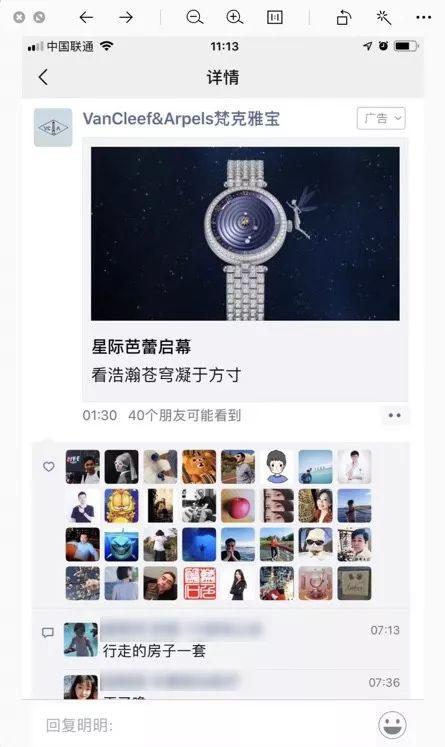 中国联通
11:13
详情
VanCleef&Arpels梵克雅宝
广告
星际芭蕾启幕
看浩瀚苍穹凝于方寸
01:30 40个朋友可能看到
07:13
行走的房子一套
07:36
回复明明: